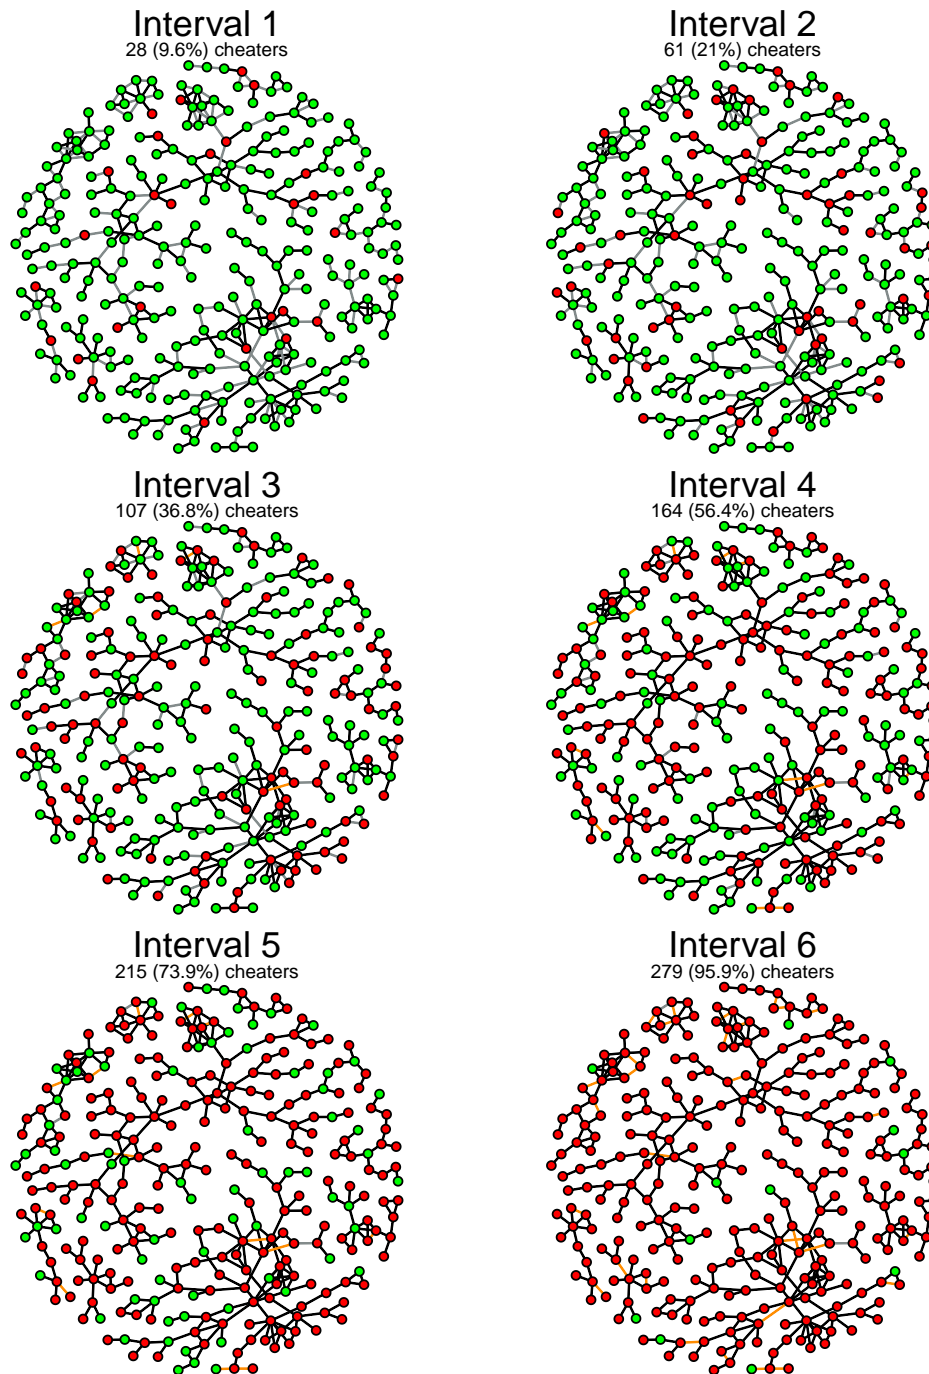 Interval 1
28 (9.6%) cheaters
Interval 2
61 (21%) cheaters
Interval 3
107 (36.8%) cheaters
Interval 4
164 (56.4%) cheaters
Interval 5
215 (73.9%) cheaters
Interval 6
279 (95.9%) cheaters